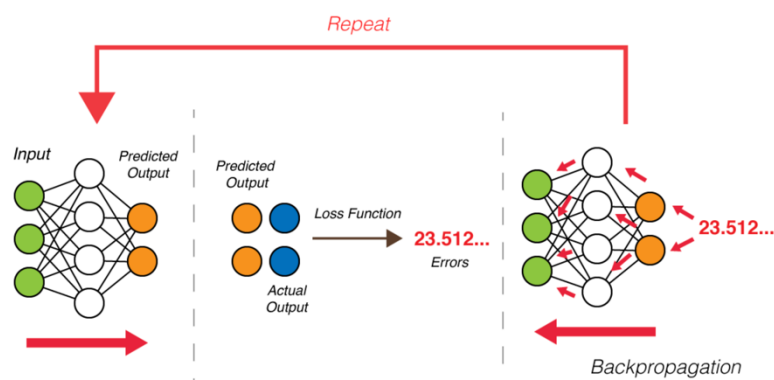 Repeat
Input
Predicted
Output
Predicted
Output
Loss Function
23.512...
Errors
Actual
Output
23.512...
Backpropagation